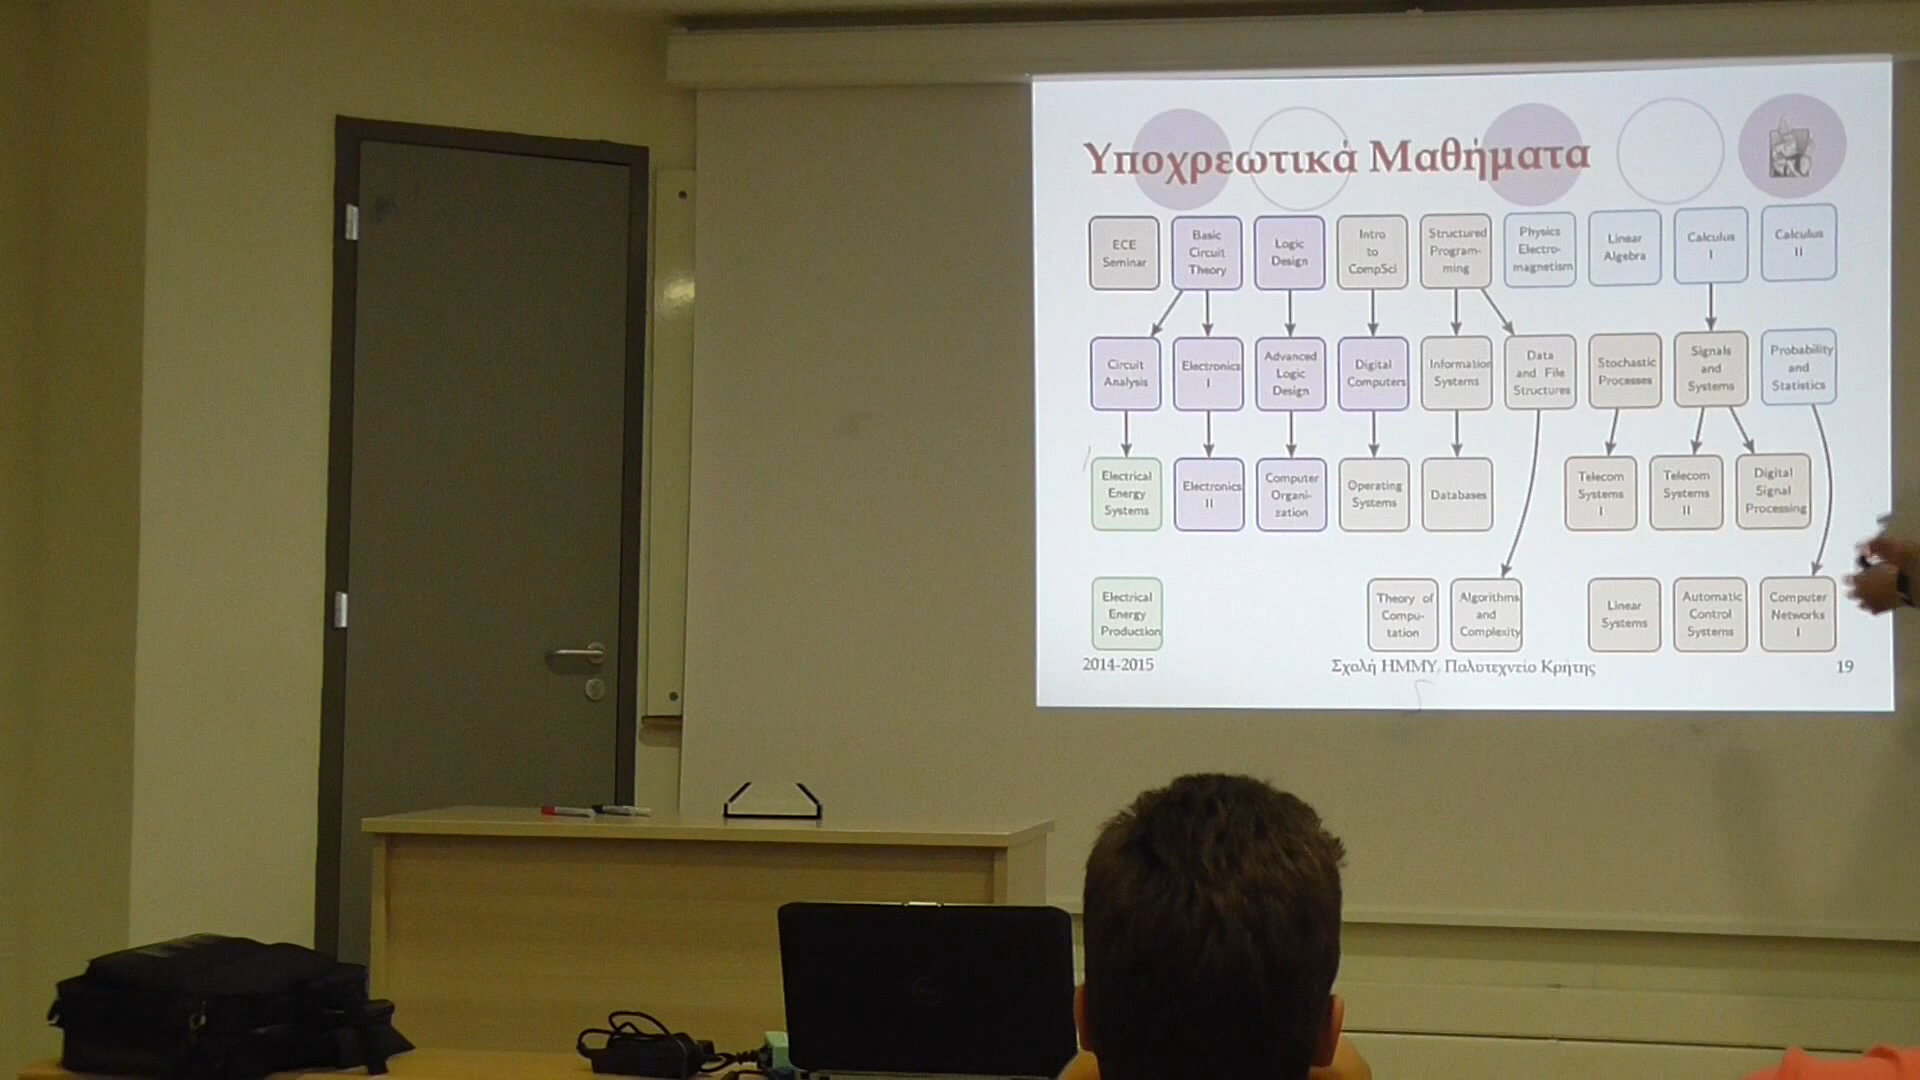 Υποχρεωτικά Μαθήματα
ECE
Seminar
Basic
Circuit
Theory
Logic
Design
Intro
to
CompSci
Structured
Program-
ming
Physics
Electro-
magnetism
Linear
Algebra
Calculus
I
Calculus
II
Circuit
Analysis
Electronics
I
Advanced
Logic
Design
Digital
Computers
Information
Systems
Data
and File
Structures
Stochastic
Processes
Signals
and
Systems
Probability
and
Statistics
Electrical
Energy
Systems
Electronics
II
Computer
Organi-
zation
Operating
Systems
Databases
Telecom
Systems
I
Telecom
Systems
II
Digital
Signal
Processing
Electrical
Energy
Production
Theory of
Compu-
tation
Algorithms
and
Complexity
Linear
Systems
Automatic
Control
Systems
Computer
Networks
I
2014-2015
Σχολή ΗΜΜΥ, Πολυτεχνείο Κρήτης
19